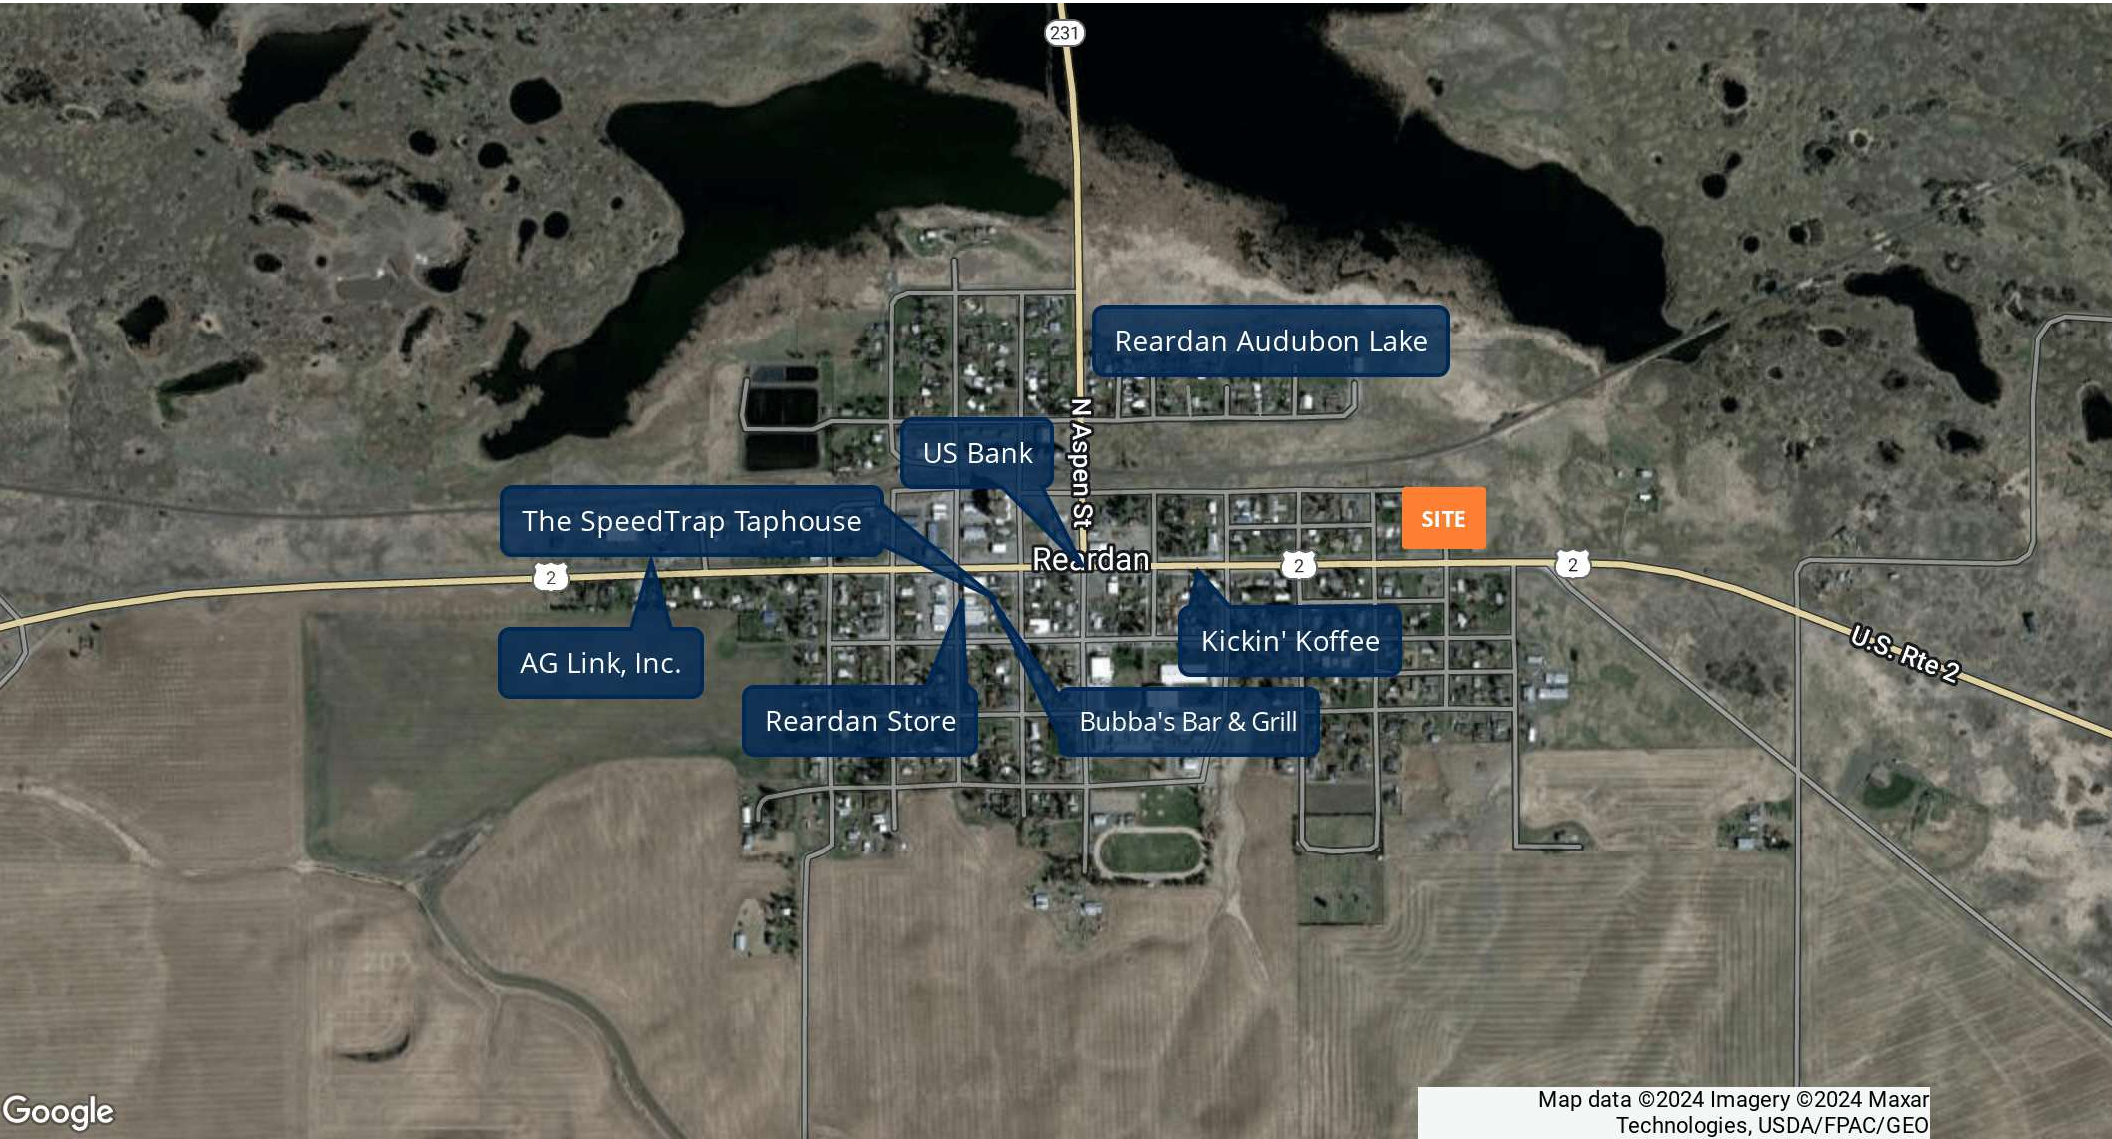 231
Reardan Audubon Lake
N Aspen St
US Bank
The SpeedTrap Taphouse
SITE
Reardan
2
2
2
AG Link, Inc.
Kickin' Koffee
U.S. Rte 2
Reardan Store
Bubba's Bar & Grill
Google
Map data ©2024 Imagery ©2024 Maxar
Technologies, USDA/FPAC/GEO